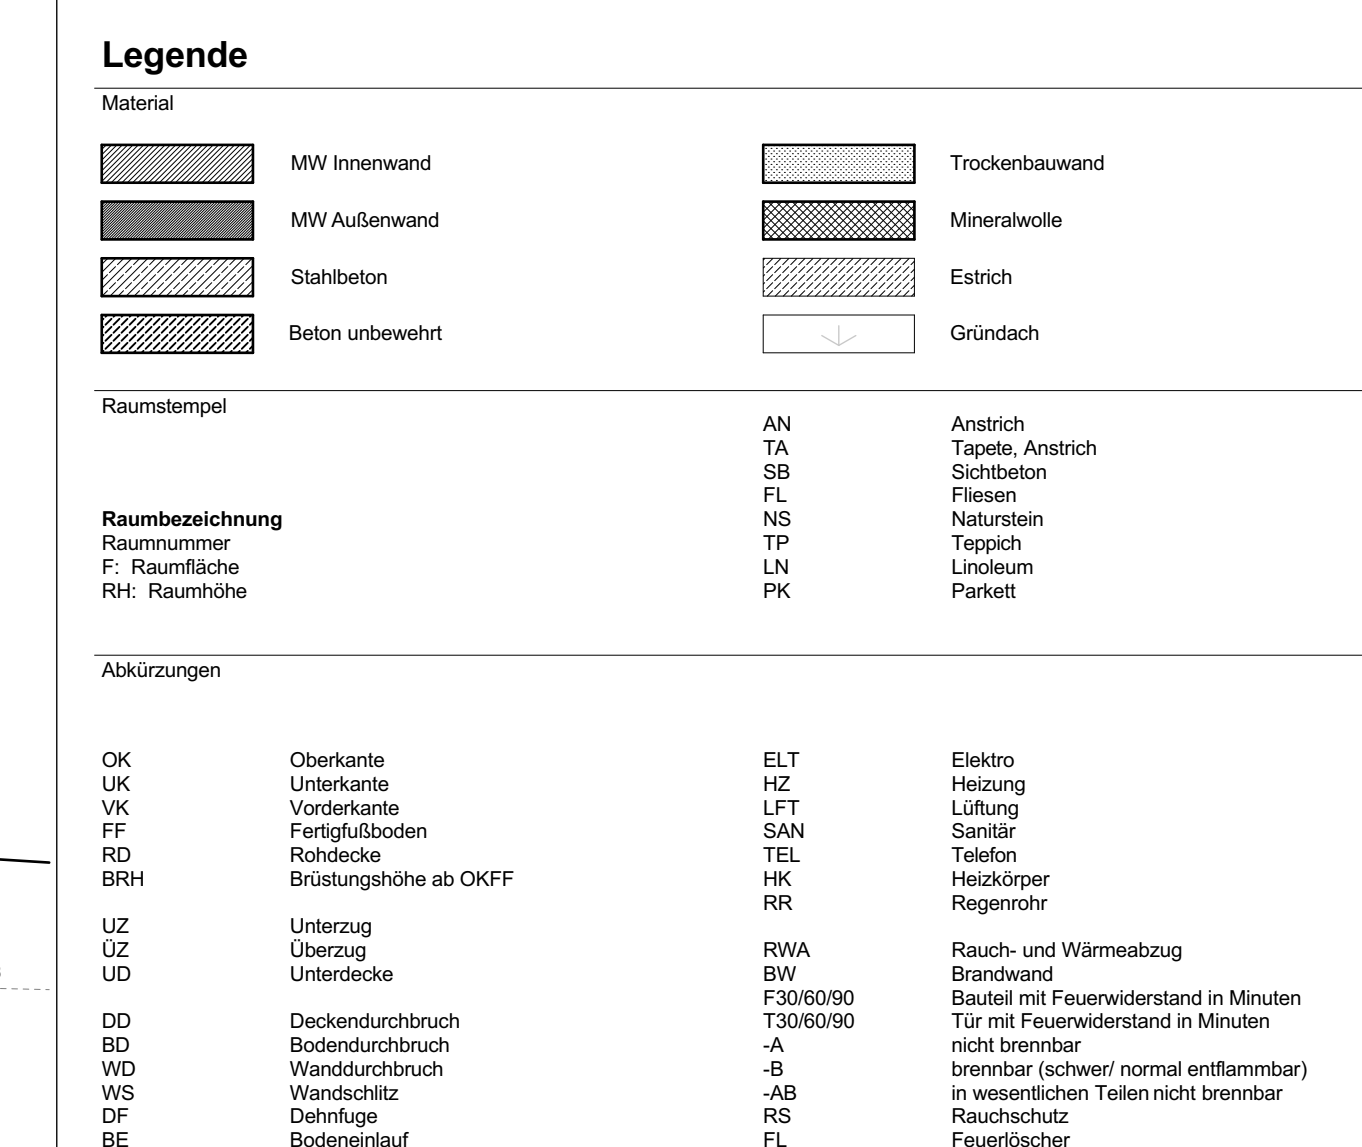 Legende
Material
MW Innenwand
Trockenbauwand
MW Außenwand
Mineralwolle
Stahlbeton
Estrich
Beton unbewehrt
Gründach
Raumstempel
AN Anstrich
TA Tapete, Anstrich
SB Sichtbeton
FL Fliesen
Raumbezeichnung
NS Naturstein
Raumnummer
TP Teppich
F: Raumfläche
LN Linoleum
RH: Raumhöhe
PK Parkett
Abkürzungen
OK Oberkante
UK Unterkante
VK Vorderkante
FF Fertigfußboden
RD Rohdecke
BRH Brüstungshöhe ab OKFF
UZ Unterzug
ÜZ Überzug
UD Unterdecke
DD Deckendurchbruch
BD Bodendurchbruch
WD Wanddurchbruch
WS Wandschlitz
DF Dehnfuge
BE Bodeneinlauf
ELT Elektro
HZ Heizung
LFT Lüftung
SAN Sanitär
TEL Telefon
HK Heizkörper
RR Regenrohr
RWA Rauch- und Wärmeabzug
BW Brandwand
F30/60/90 Bauteil mit Feuerwiderstand in Minuten
T30/60/90 Tür mit Feuerwiderstand in Minuten
-A nicht brennbar
-B brennbar (schwer/ normal entflammbar)
-AB in wesentlichen Teilen nicht brennbar
RS Rauchschutz
FL Feuerlöscher